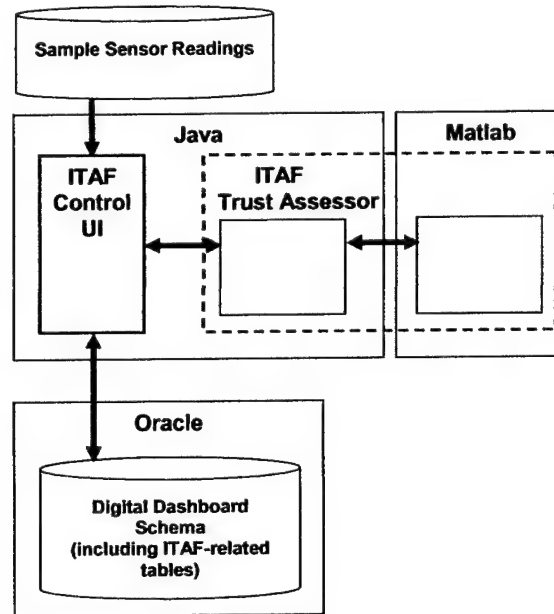 Sample Sensor Readings
Java
Matlab
ITAF
Control
UI
ITAF
Trust Assessor
Oracle
Digital Dashboard
Schema
(including ITAF-related
tables)